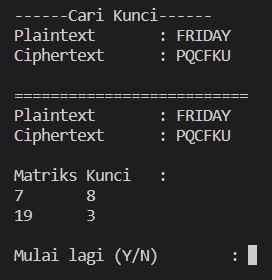 ------Cari Kunci------
Plaintext : FRIDAY
Ciphertext : PQCFKU
=========================
Plaintext : FRIDAY
Ciphertext : PQCFKU
Matriks Kunci :
7 8
19 3
Mulai lagi (Y/N) :